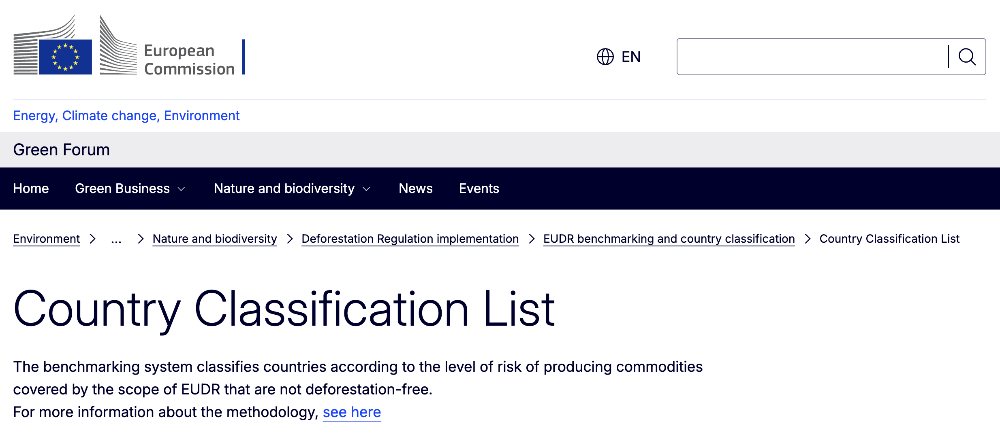 European
Commission
EN
Energy, Climate change, Environment
Green Forum
Home Green Business Nature and biodiversity News Events
Environment ... Nature and biodiversity Deforestation Regulation implementation EUDR benchmarking and country classification Country Classification List
Country Classification List
The benchmarking system classifies countries according to the level of risk of producing commodities
covered by the scope of EUDR that are not deforestation-free.
For more information about the methodology, see here